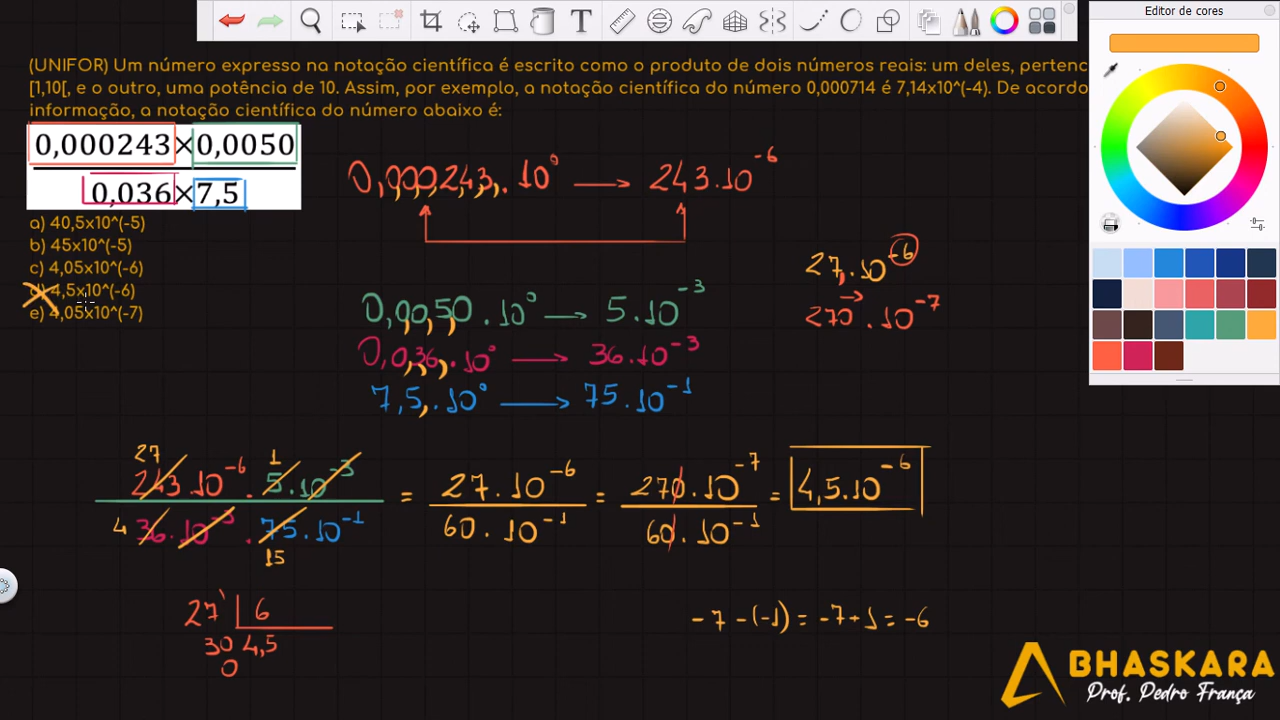 Editor de cores
(UNIFOR) Um número expresso na notação científica é escrito como o produto de dois números reais: um deles, pertenc
[1,10[, e o outro, uma potência de 10. Assim, por exemplo, a notação científica do número 0,000714 é 7,14x10^(-4). De acordo
informação, a notação científica do número abaixo é:
0,000243×0,0050
0,036×7,5
a) 40,5x10^(-5)
b) 45x10^(-5)
c) 4,05x10^(-6)
d) 4,5x10^(-6)
e) 4,05x10^(-7)
0,000243,.10⁰ → 243.10⁻⁶
27,.10⁻⁶
270.10⁻⁷
0,0050.10⁰ → 5.10⁻³
0,036,.10⁰ → 36.10⁻³
7,5,.10⁰ → 75.10⁻¹
27 1
243.10⁻⁶ . 5.10⁻³ = 27.10⁻⁶ = 270.10⁻⁷ = 4,5.10⁻⁶
4 36.10⁻³ . 75.10⁻¹ 60.10⁻¹ 60.10⁻¹
15
27 6
30 4,5
0
-7-(-1)=-7+1=-6
BHASKARA
Prof. Pedro França
T